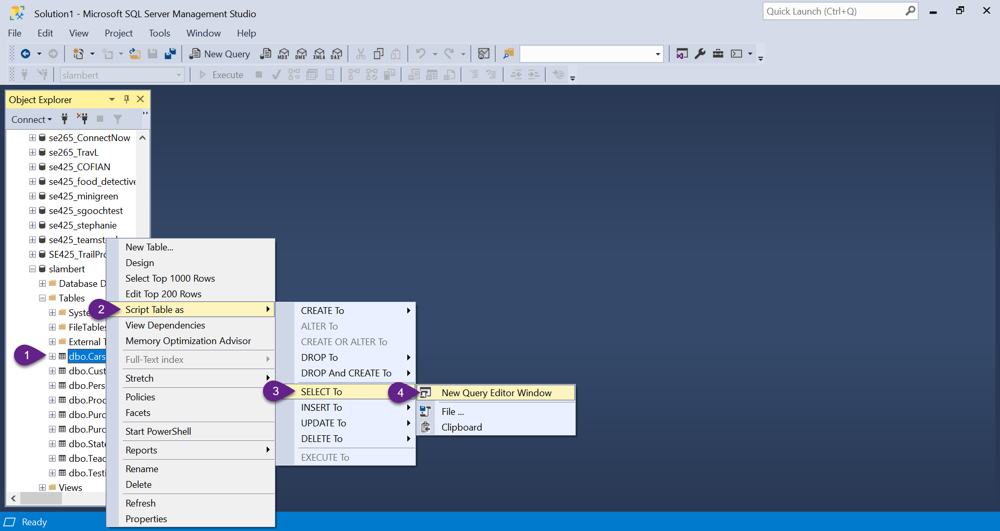 Solution1 - Microsoft SQL Server Management Studio
Quick Launch (Ctrl+Q)
File Edit View Project Tools Window Help
New Query MDX DMX XMLA DAX
slambert Execute
Object Explorer
Connect
se265_ConnectNow
se265_TravL
se425_COFIAN
se425_food_detective
se425_minigreen
se425_sgoochtest
se425_stephanie
se425_teamst
SE425_TrailPro
slambert
Database D
Tables
Syste
FileTables
External T
1 dbo.Cars
dbo.Cust
dbo.Pers
dbo.Proc
dbo.Purc
dbo.Purc
dbo.State
dbo.Teac
dbo.Testi
Views
New Table...
Design
Select Top 1000 Rows
Edit Top 200 Rows
2 Script Table as
View Dependencies
Memory Optimization Advisor
Full-Text index
Stretch
Policies
Facets
Start PowerShell
Reports
Rename
Delete
Refresh
Properties
CREATE To
ALTER To
CREATE OR ALTER To
DROP To
DROP And CREATE To
3 SELECT To
INSERT To
UPDATE To
DELETE To
EXECUTE To
4 New Query Editor Window
File ...
Clipboard
Ready